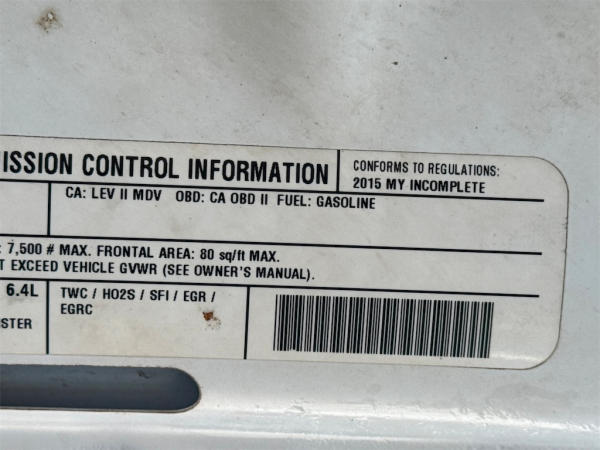 CONTROL INFORMATION
CONFORMS TO REGULATIONS:
2015 MY INCOMPLETE
CA: LEV II MDV OBD: CA OBD II FUEL: GASOLINE
7,500 # MAX. FRONTAL AREA: 80 sq/ft MAX.
EXCEED VEHICLE GVWR (SEE OWNER'S MANUAL).
6.4L
TWC / HO2S / SFI / EGR /
EGRC